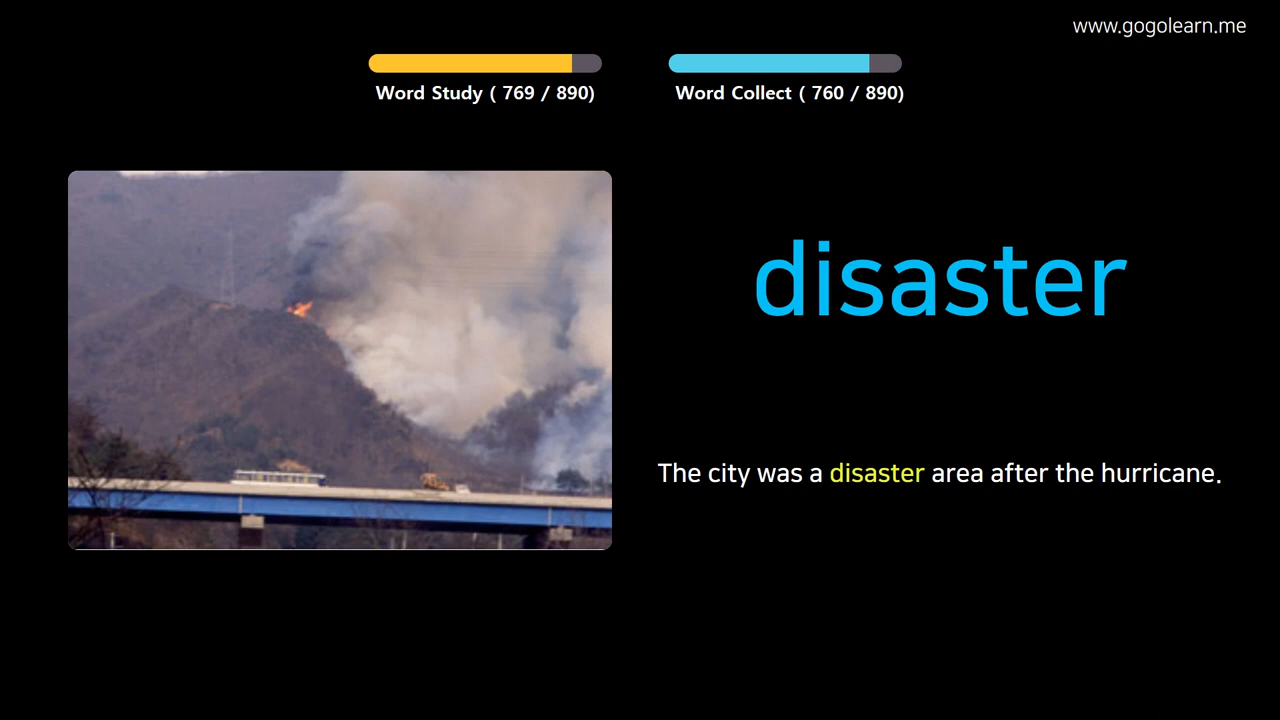 www.gogolearn.me
Word Study ( 769 / 890)
Word Collect ( 760 / 890)
disaster
The city was a disaster area after the hurricane.